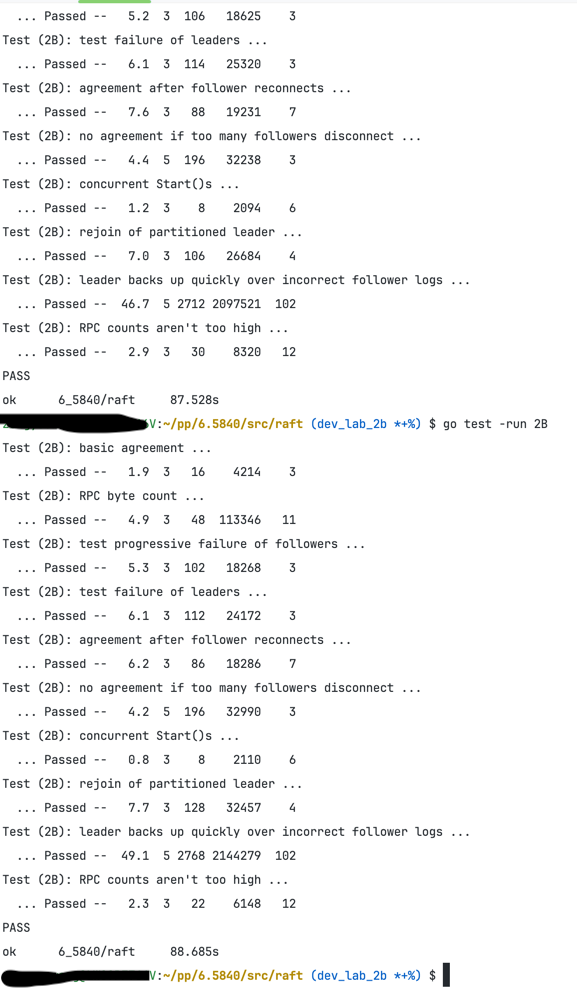 ... Passed --   5.2  3  106   18625    3
Test (2B): test failure of leaders ...
  ... Passed --   6.1  3  114   25320    3
Test (2B): agreement after follower reconnects ...
  ... Passed --   7.6  3   88   19231    7
Test (2B): no agreement if too many followers disconnect ...
  ... Passed --   4.4  5  196   32238    3
Test (2B): concurrent Start()s ...
  ... Passed --   1.2  3    8    2094    6
Test (2B): rejoin of partitioned leader ...
  ... Passed --   7.0  3  106   26684    4
Test (2B): leader backs up quickly over incorrect follower logs ...
  ... Passed --  46.7  5 2712 2097521  102
Test (2B): RPC counts aren't too high ...
  ... Passed --   2.9  3   30    8320   12
PASS
ok      6_5840/raft     87.528s
V:~/pp/6.5840/src/raft (dev_lab_2b *+%) $ go test -run 2B
Test (2B): basic agreement ...
  ... Passed --   1.9  3   16    4214    3
Test (2B): RPC byte count ...
  ... Passed --   4.9  3   48  113346   11
Test (2B): test progressive failure of followers ...
  ... Passed --   5.3  3  102   18268    3
Test (2B): test failure of leaders ...
  ... Passed --   6.1  3  112   24172    3
Test (2B): agreement after follower reconnects ...
  ... Passed --   6.2  3   86   18286    7
Test (2B): no agreement if too many followers disconnect ...
  ... Passed --   4.2  5  196   32990    3
Test (2B): concurrent Start()s ...
  ... Passed --   0.8  3    8    2110    6
Test (2B): rejoin of partitioned leader ...
  ... Passed --   7.7  3  128   32457    4
Test (2B): leader backs up quickly over incorrect follower logs ...
  ... Passed --  49.1  5 2768 2144279  102
Test (2B): RPC counts aren't too high ...
  ... Passed --   2.3  3   22    6148   12
PASS
ok      6_5840/raft     88.685s
V:~/pp/6.5840/src/raft (dev_lab_2b *+%) $